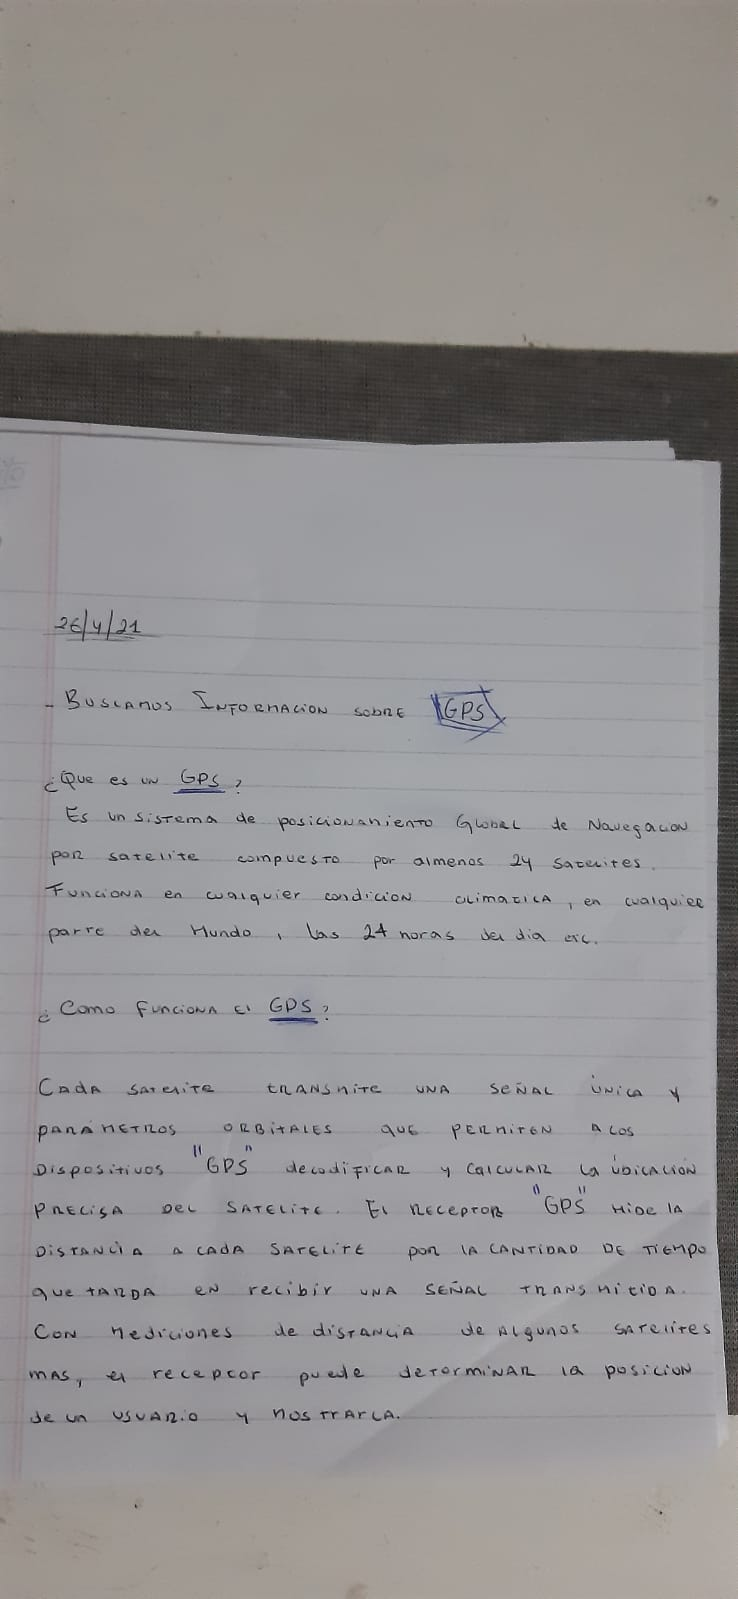 26/4/21
- Buscamos Informacion sobre GPS
¿Que es un GPS?
Es un sistema de posicionamiento Global de Navegacion
por satelite compuesto por almenos 24 satelites.
Funciona en cualquier condicion climatica, en cualquier
parte del Mundo, las 24 horas del dia etc.
¿Como funciona el GPS?
Cada satelite transmite una señal única y
parámetros orbitales que permiten a los
dispositivos "GPS" decodificar y calcular la ubicación
precisa del satelite. El receptor "GPS" mide la
distancia a cada satelite por la cantidad de tiempo
que tarda en recibir una señal transmitida.
Con mediciones de distancia de algunos satelites
mas, el receptor puede determinar la posicion
de un usuario y mostrarla.